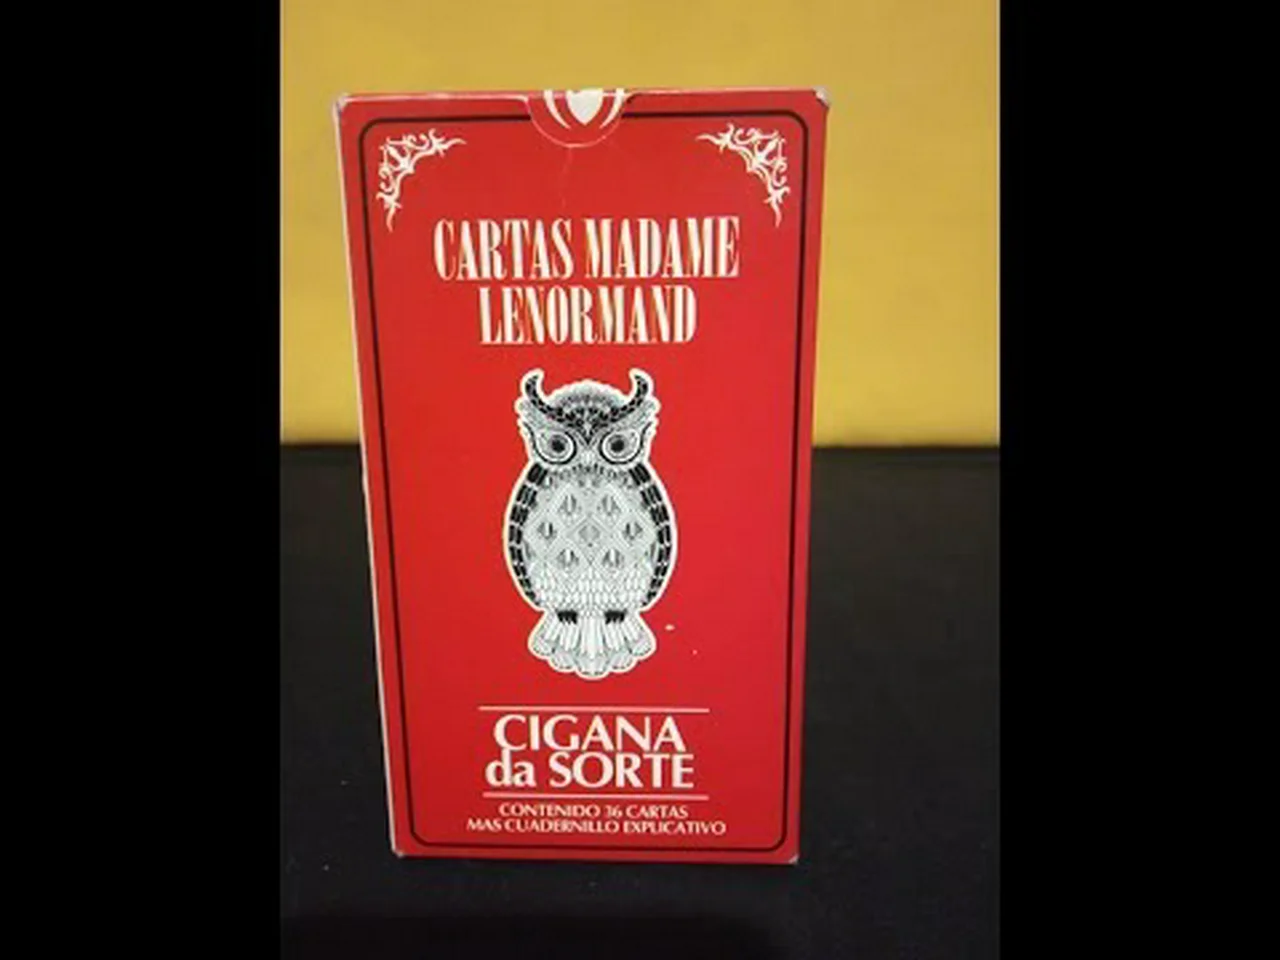 CARTAS MADAME
LENORMAND
CIGANA
da SORTE
CONTENIDO 36 CARTAS
MAS CUADERNILLO EXPLICATIVO